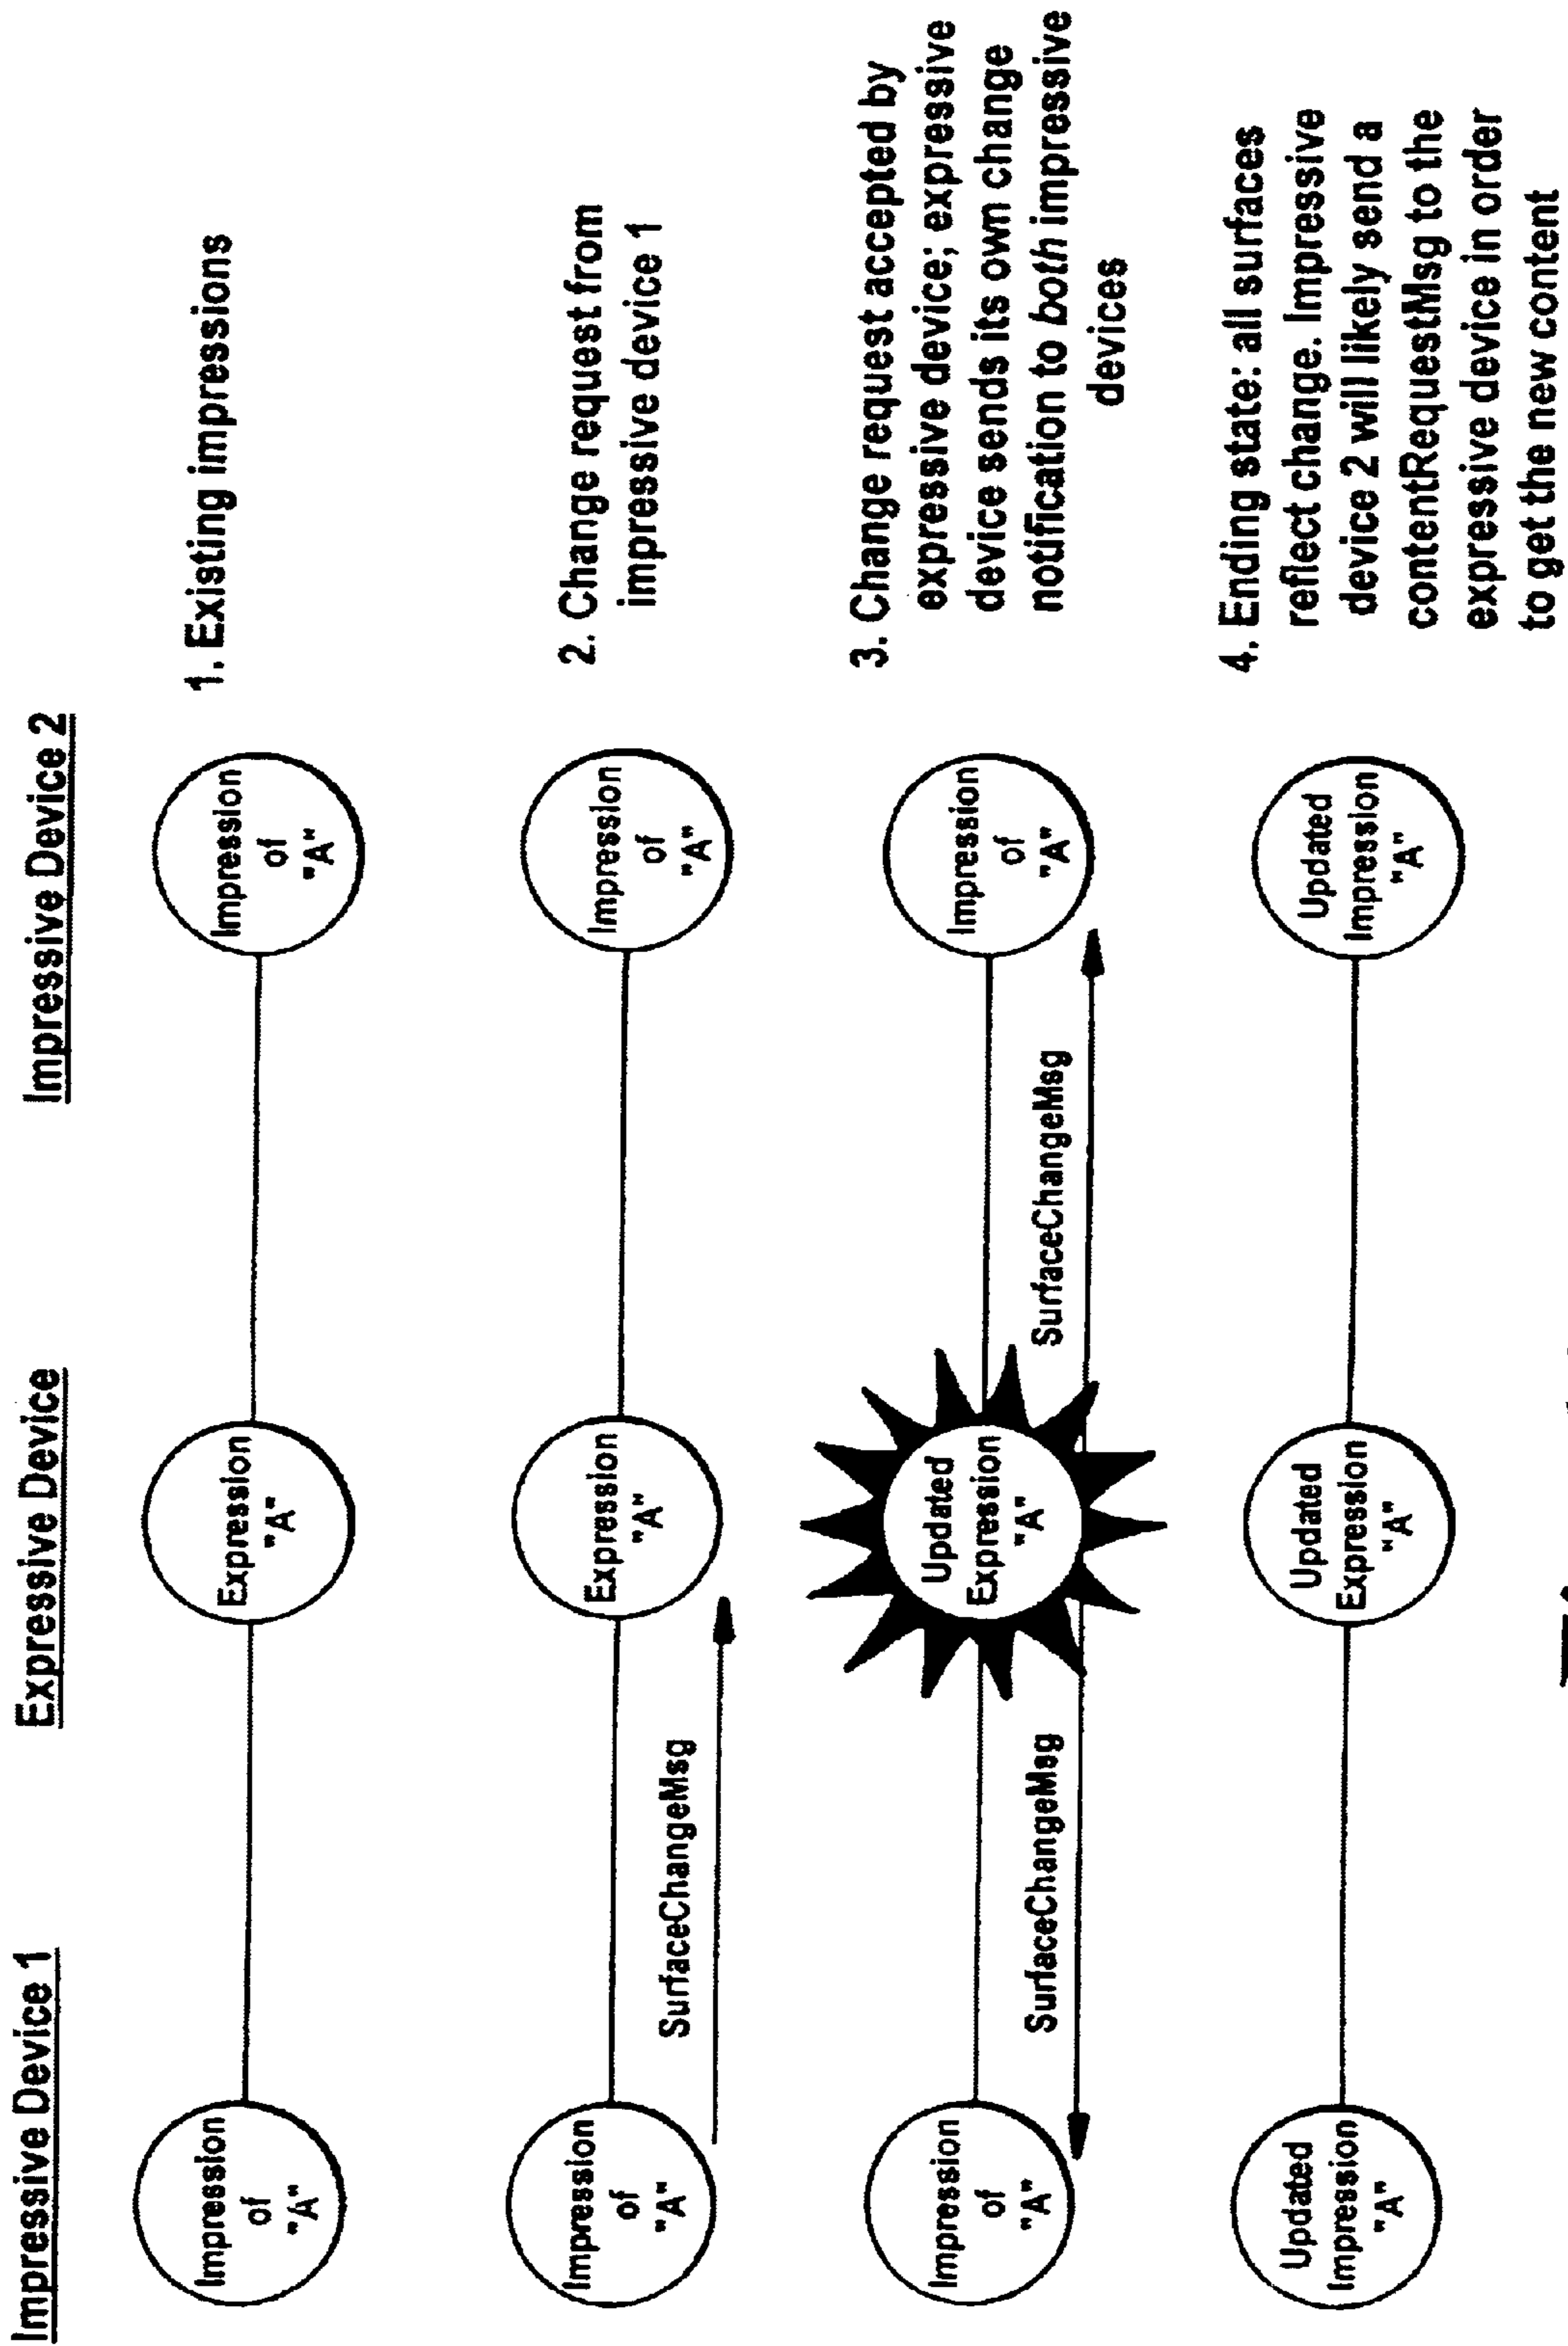 Impressive Device 1
Expressive Device
Impressive Device 2
Impression
of
"A"
Expression
"A"
Impression
of
"A"
1. Existing impressions
Impression
of
"A"
SurfaceChangeMsg
Expression
"A"
Impression
of
"A"
2. Change request from
impressive device 1
Impression
of
"A"
SurfaceChangeMsg
Updated
Expression
"A"
SurfaceChangeMsg
Impression
of
"A"
3. Change request accepted by
expressive device; expressive
device sends its own change
notification to both impressive
devices
Updated
Impression
"A"
Updated
Expression
"A"
Updated
Impression
"A"
4. Ending state: all surfaces
reflect change. Impressive
device 2 will likely send a
contentRequestMsg to the
expressive device in order
to get the new content